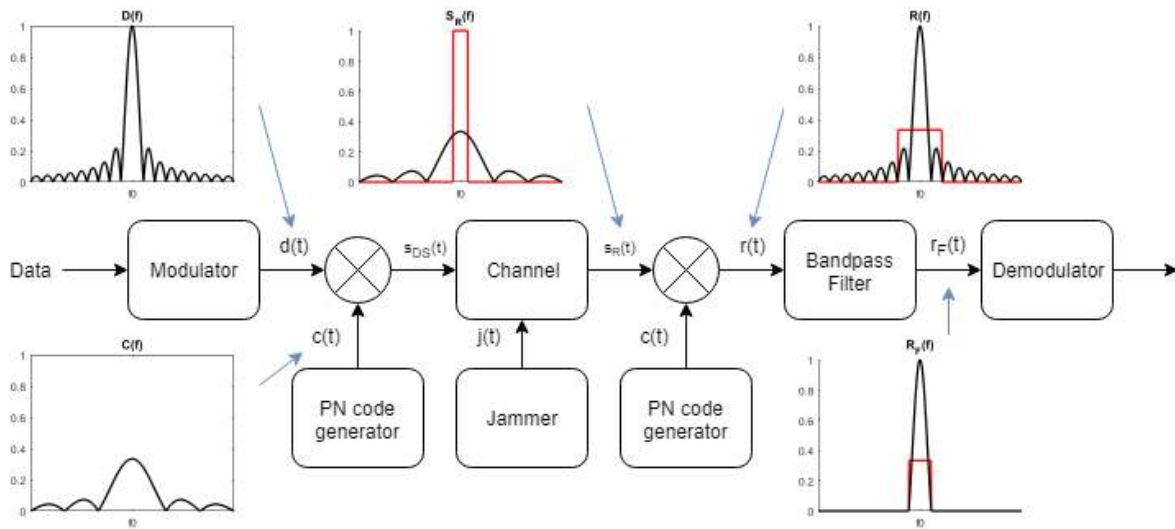 D(f)
1
0.8
0.6
0.4
0.2
0
f0
S_R(f)
1
0.8
0.6
0.4
0.2
0
f0
R(f)
1
0.8
0.6
0.4
0.2
0
f0
Data
Modulator
d(t)
s_DS(t)
Channel
s_R(t)
r(t)
Bandpass
Filter
r_F(t)
Demodulator
C(f)
1
0.8
0.6
0.4
0.2
0
f0
c(t)
PN code
generator
j(t)
Jammer
c(t)
PN code
generator
R_F(f)
1
0.8
0.6
0.4
0.2
0
f0